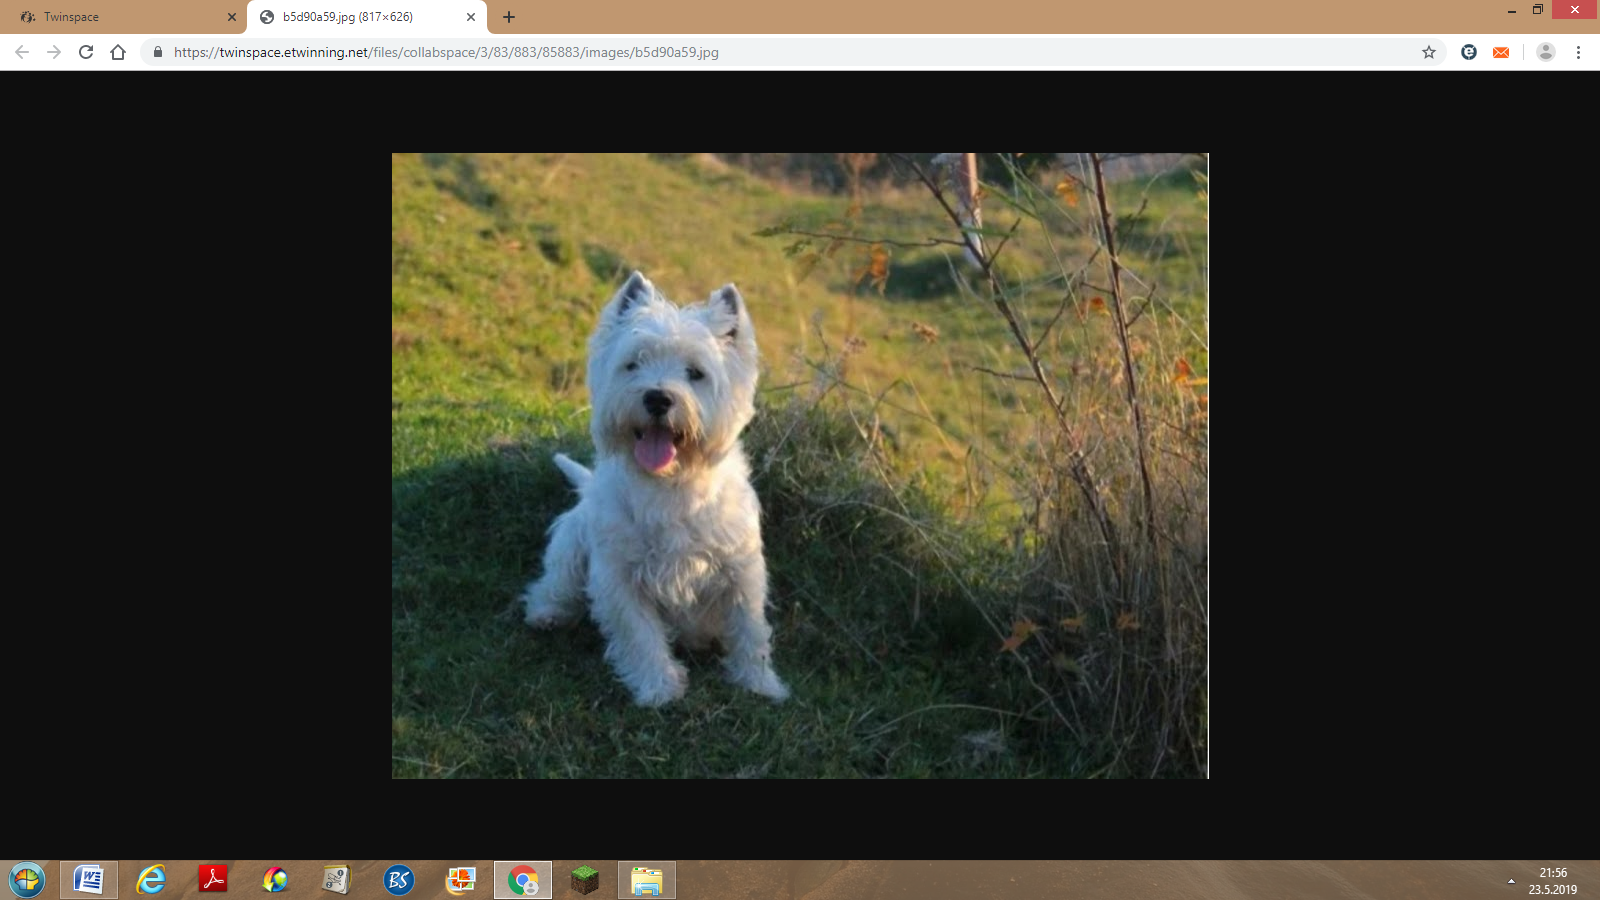 Twinspace
b5d90a59.jpg (817×626)
https://twinspace.etwinning.net/files/collabspace/3/83/883/85883/images/b5d90a59.jpg
BS
21:56
23.5.2019